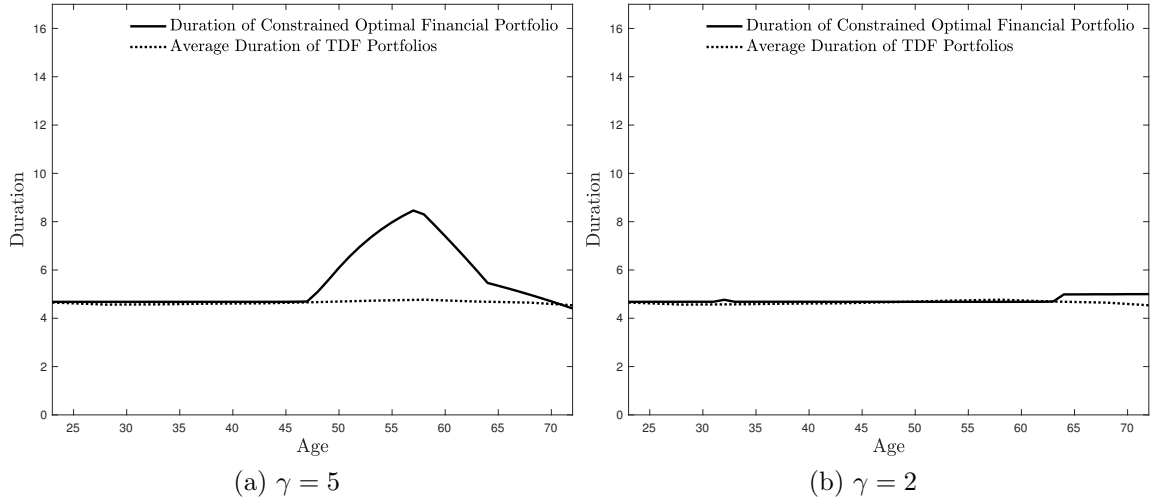 Duration of Constrained Optimal Financial Portfolio
Average Duration of TDF Portfolios
16
14
12
10
8
6
4
2
0
Duration
25 30 35 40 45 50 55 60 65 70
Age
(a) γ = 5
Duration of Constrained Optimal Financial Portfolio
Average Duration of TDF Portfolios
16
14
12
10
8
6
4
2
0
Duration
25 30 35 40 45 50 55 60 65 70
Age
(b) γ = 2